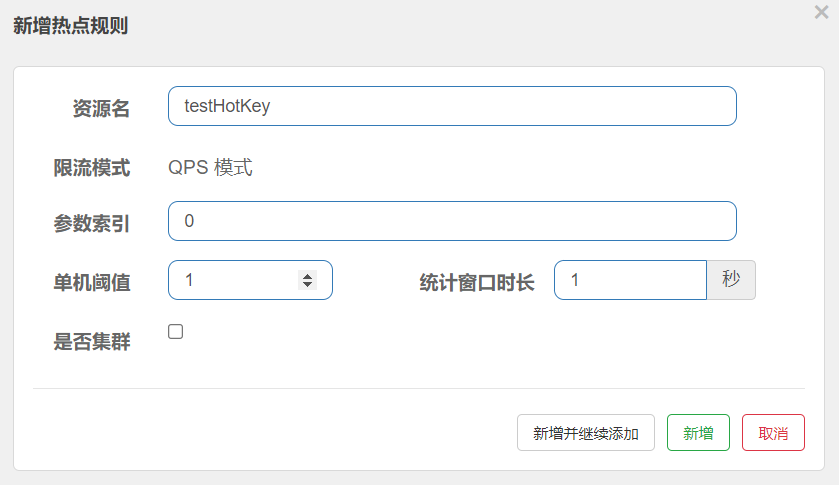 新增热点规则
资源名 testHotKey
限流模式 QPS 模式
参数索引 0
单机阈值 1 统计窗口时长 1 秒
是否集群
新增并继续添加 新增 取消